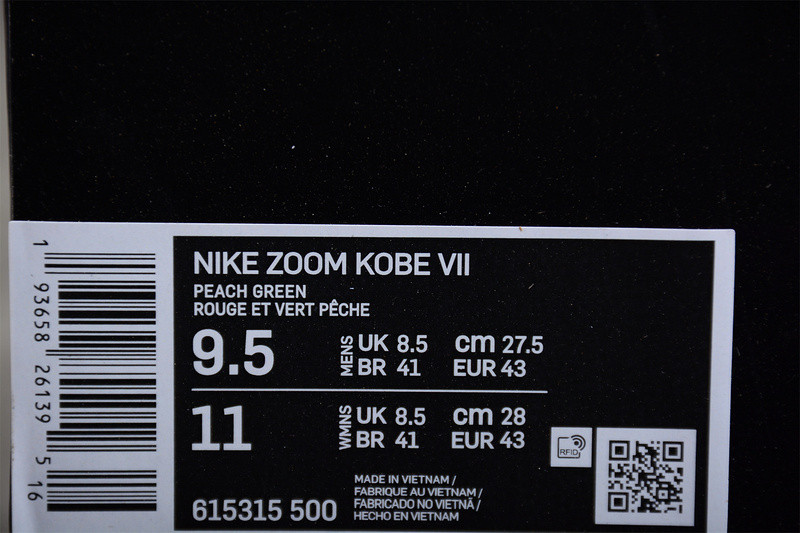 NIKE ZOOM KOBE VII
PEACH GREEN
ROUGE ET VERT PÊCHE
9.5 MENS UK 8.5 cm 27.5
BR 41 EUR 43
11 WMNS UK 8.5 cm 28
BR 41 EUR 43
RFID
615315 500
MADE IN VIETNAM /
FABRIQUE AU VIETNAM /
FABRICADO NO VIETNÃ /
HECHO EN VIETNAM
1 93658 26139 5 16